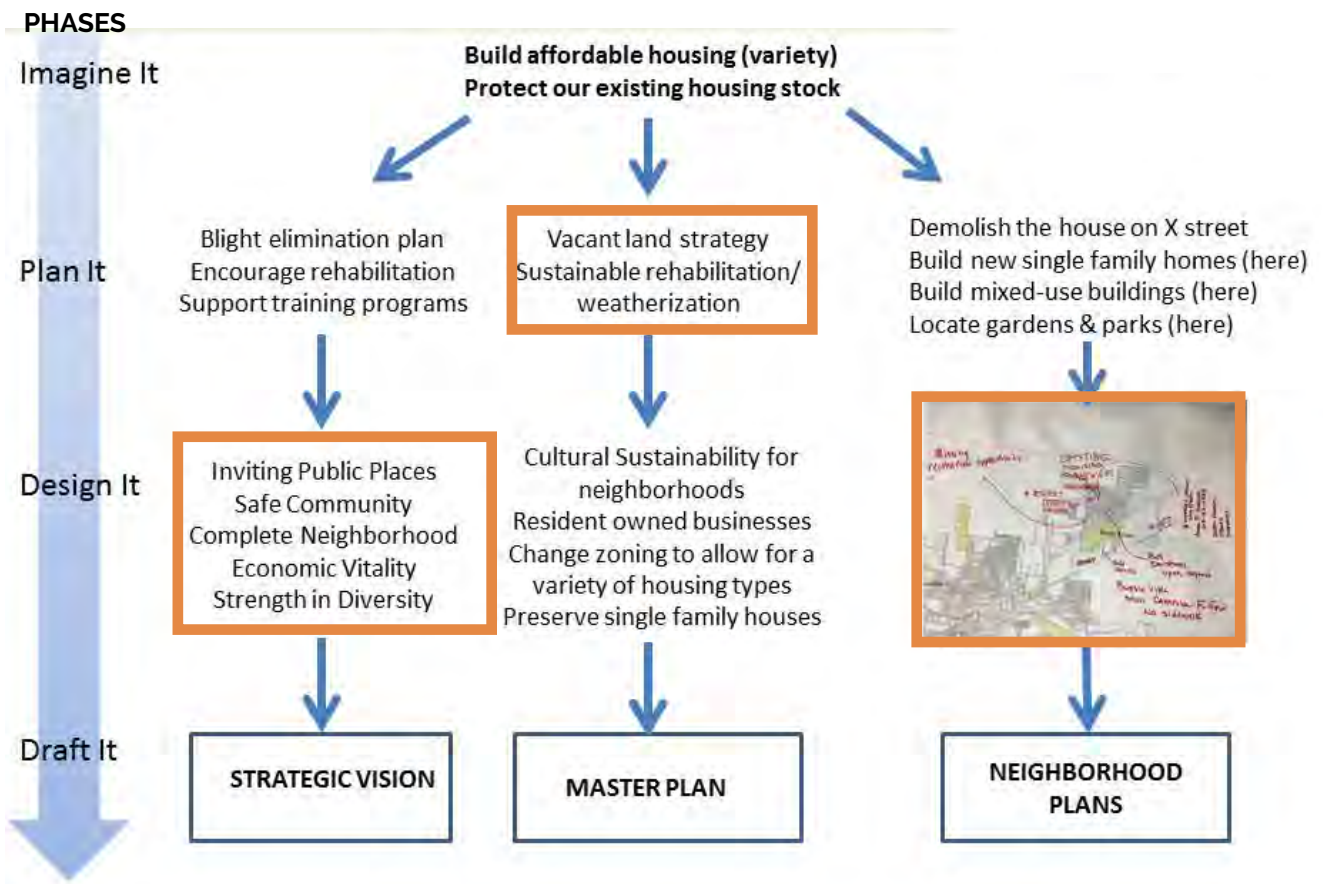 PHASES
Imagine It
Build affordable housing (variety)
Protect our existing housing stock
Plan It
Blight elimination plan
Encourage rehabilitation
Support training programs
Vacant land strategy
Sustainable rehabilitation/
weatherization
Demolish the house on X street
Build new single family homes (here)
Build mixed-use buildings (here)
Locate gardens & parks (here)
Design It
Inviting Public Places
Safe Community
Complete Neighborhood
Economic Vitality
Strength in Diversity
Cultural Sustainability for
neighborhoods
Resident owned businesses
Change zoning to allow for a
variety of housing types
Preserve single family houses
NO SIDEWALK
Draft It
STRATEGIC VISION
MASTER PLAN
NEIGHBORHOOD
PLANS